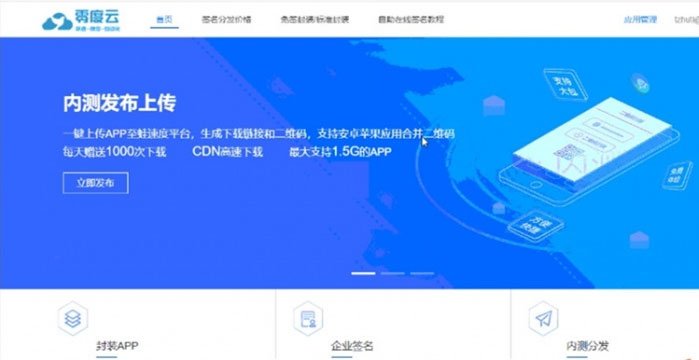 零度云
首页
签名分发价格
免签封装/标准封装
自助在线签名教程
应用管理
内测发布上传
一键上传APP至蛙速度平台，生成下载链接和二维码，支持安卓苹果应用合并二维码
每天赠送1000次下载 CDN高速下载 最大支持1.5G的APP
立即发布
支持
大包
免费
方便
快捷
封装APP
企业签名
内测分发